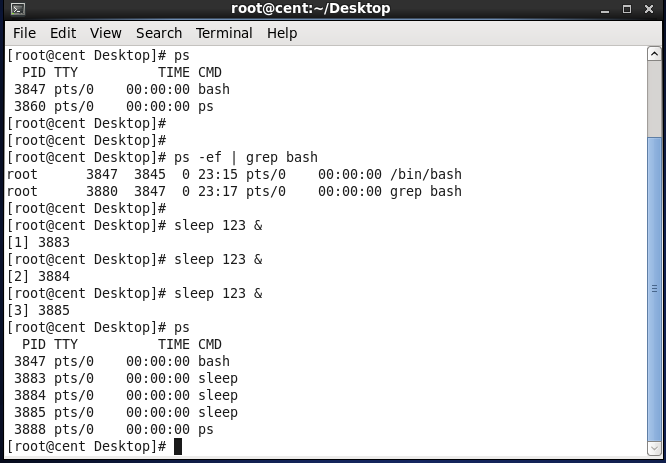 root@cent:~/Desktop
File Edit View Search Terminal Help
[root@cent Desktop]# ps
  PID TTY          TIME CMD
 3847 pts/0    00:00:00 bash
 3860 pts/0    00:00:00 ps
[root@cent Desktop]#
[root@cent Desktop]#
[root@cent Desktop]# ps -ef | grep bash
root      3847  3845  0 23:15 pts/0    00:00:00 /bin/bash
root      3880  3847  0 23:17 pts/0    00:00:00 grep bash
[root@cent Desktop]#
[root@cent Desktop]# sleep 123 &
[1] 3883
[root@cent Desktop]# sleep 123 &
[2] 3884
[root@cent Desktop]# sleep 123 &
[3] 3885
[root@cent Desktop]# ps
  PID TTY          TIME CMD
 3847 pts/0    00:00:00 bash
 3883 pts/0    00:00:00 sleep
 3884 pts/0    00:00:00 sleep
 3885 pts/0    00:00:00 sleep
 3888 pts/0    00:00:00 ps
[root@cent Desktop]#